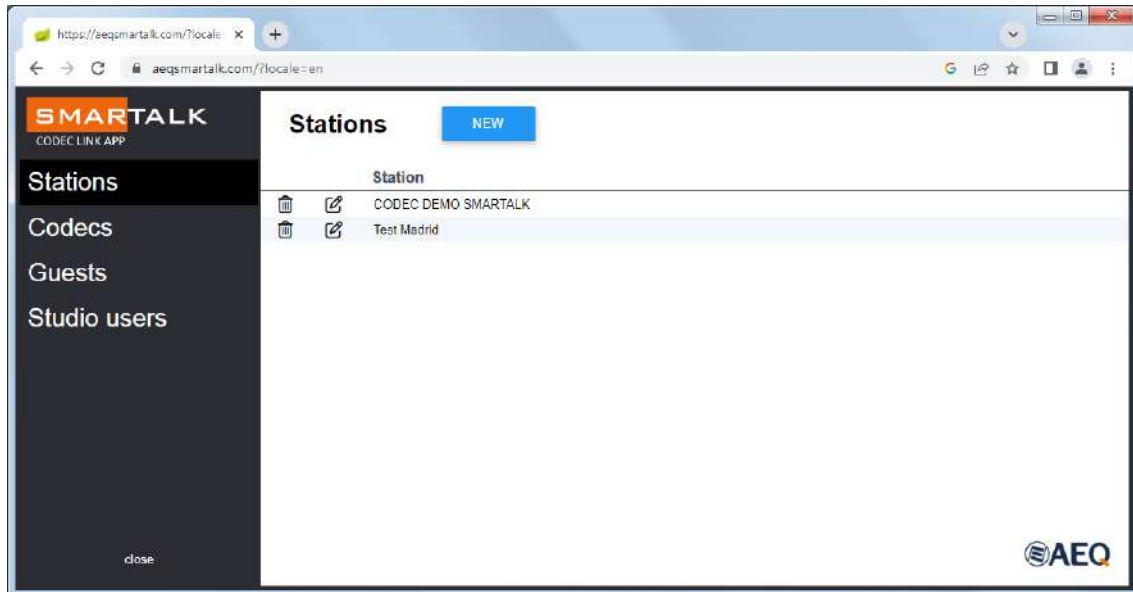 https://aeqsmartalk.com/?locale=
aeqsmartalk.com/?locale=en
SMARTALK
CODEC LINK APP
Stations
Codecs
Guests
Studio users
close
Stations
NEW
Station
CODEC DEMO SMARTALK
Test Madrid
AEQ